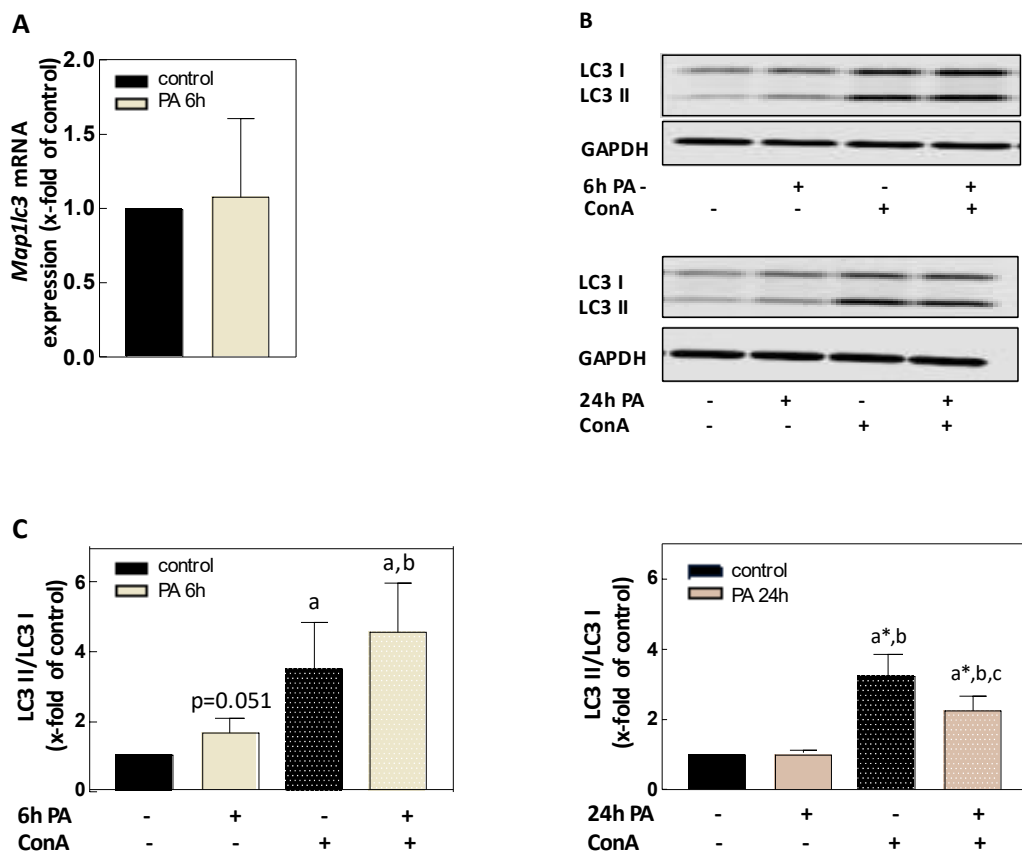 A
Map1lc3 mRNA
expression (x-fold of control)
2.0
1.5
1.0
0.5
0.0
control
PA 6h
B
LC3 I
LC3 II
GAPDH
6h PA - + - +
ConA - - + +
LC3 I
LC3 II
GAPDH
24h PA - + - +
ConA - - + +
C
LC3 II/LC3 I
(x-fold of control)
6
4
2
0
control
PA 6h
p=0.051
a
a,b
6h PA - + - +
ConA - - + +
LC3 II/LC3 I
(x-fold of control)
6
4
2
0
control
PA 24h
a*,b
a*,b,c
24h PA - + - +
ConA - - + +